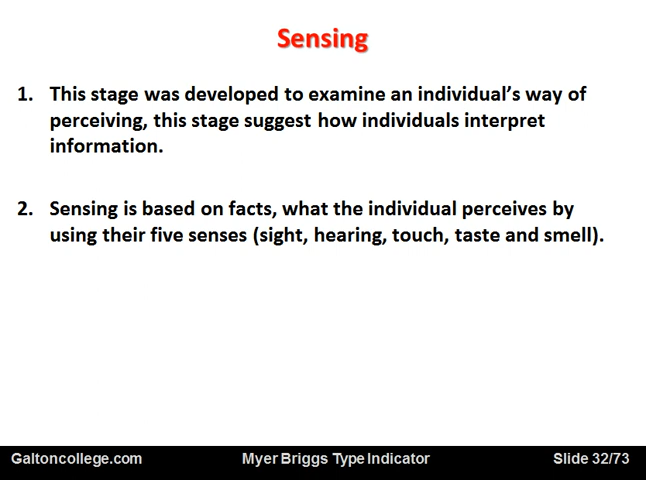 Sensing
1. This stage was developed to examine an individual's way of
perceiving, this stage suggest how individuals interpret
information.
2. Sensing is based on facts, what the individual perceives by
using their five senses (sight, hearing, touch, taste and smell).
Galtoncollege.com Myer Briggs Type Indicator Slide 32/73